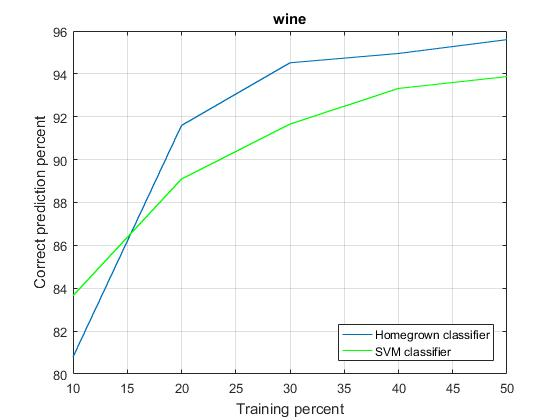 wine
Correct prediction percent
96
94
92
90
88
86
84
82
80
10 15 20 25 30 35 40 45 50
Training percent
Homegrown classifier
SVM classifier